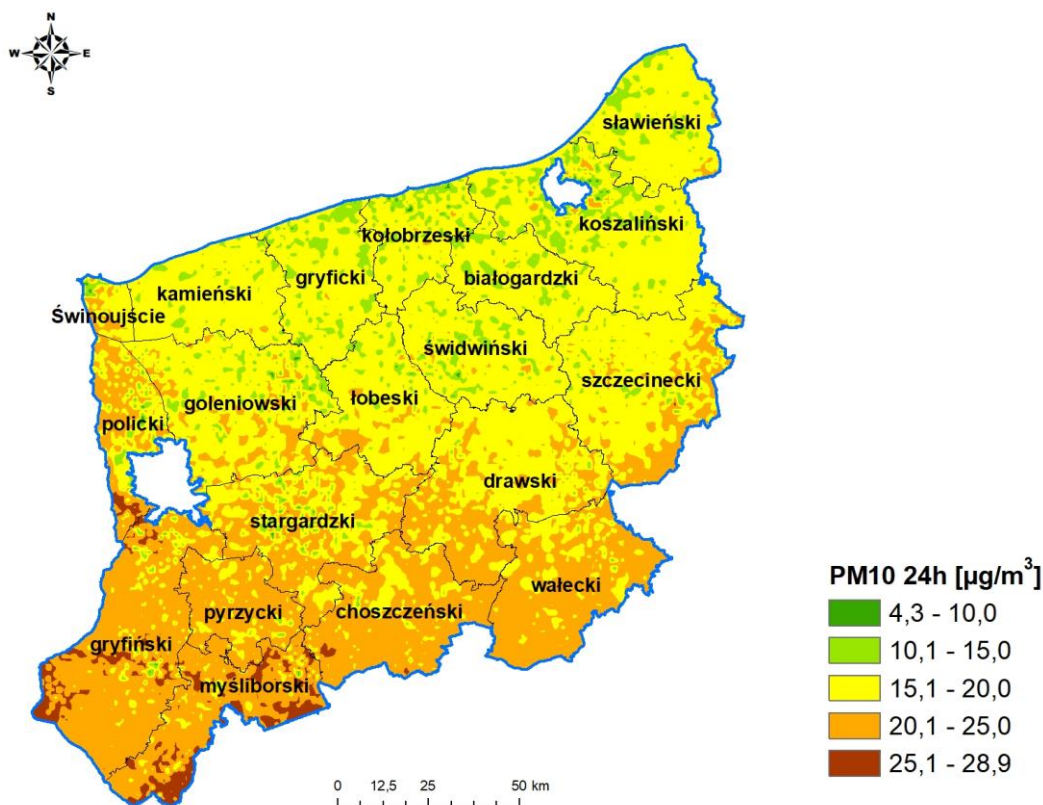 N
W E
S
sławieński
koszaliński
kołobrzeski
gryficki
białogardzki
kamieński
Świnoujście
świdwiński
szczecinecki
łobeski
goleniowski
policki
drawski
stargardzki
wałecki
pyrzycki
choszczeński
gryfiński
myśliborski
PM10 24h [µg/m³]
4,3 - 10,0
10,1 - 15,0
15,1 - 20,0
20,1 - 25,0
25,1 - 28,9
0 12,5 25 50 km